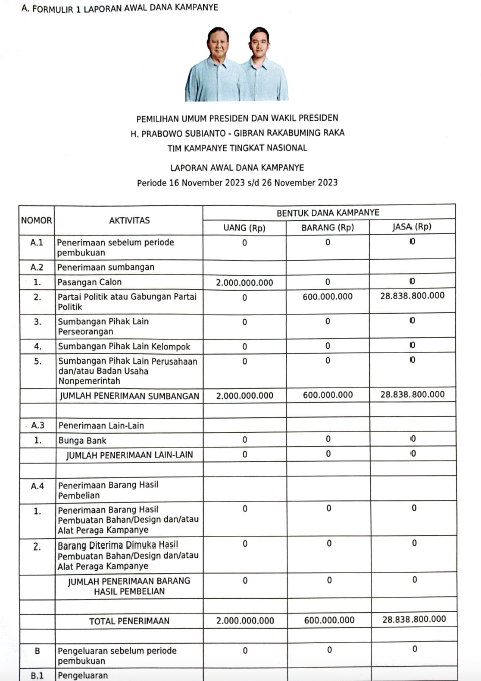 A. FORMULIR 1 LAPORAN AWAL DANA KAMPANYE
PEMILIHAN UMUM PRESIDEN DAN WAKIL PRESIDEN
H. PRABOWO SUBIANTO - GIBRAN RAKABUMING RAKA
TIM KAMPANYE TINGKAT NASIONAL
LAPORAN AWAL DANA KAMPANYE
Periode 16 November 2023 s/d 26 November 2023
NOMOR AKTIVITAS BENTUK DANA KAMPANYE
UANG (Rp) BARANG (Rp) JASA (Rp)
A.1 Penerimaan sebelum periode 0 0 0
pembukuan
A.2 Penerimaan sumbangan
1. Pasangan Calon 2.000.000.000 0 0
2. Partai Politik atau Gabungan Partai 0 600.000.000 28.838.800.000
Politik
3. Sumbangan Pihak Lain 0 0 0
Perseorangan
4. Sumbangan Pihak Lain Kelompok 0 0 0
5. Sumbangan Pihak Lain Perusahaan 0 0 0
dan/atau Badan Usaha
Nonpemerintah
JUMLAH PENERIMAAN SUMBANGAN 2.000.000.000 600.000.000 28.838.800.000
A.3 Penerimaan Lain-Lain
1. Bunga Bank 0 0 0
JUMLAH PENERIMAAN LAIN-LAIN 0 0 0
A.4 Penerimaan Barang Hasil
Pembelian
1. Penerimaan Barang Hasil 0 0 0
Pembuatan Bahan/Design dan/atau
Alat Peraga Kampanye
2. Barang Diterima Dimuka Hasil 0 0 0
Pembuatan Bahan/Design dan/atau
Alat Peraga Kampanye
JUMLAH PENERIMAAN BARANG 0 0 0
HASIL PEMBELIAN
TOTAL PENERIMAAN 2.000.000.000 600.000.000 28.838.800.000
B Pengeluaran sebelum periode 0 0 0
pembukuan
B.1 Pengeluaran